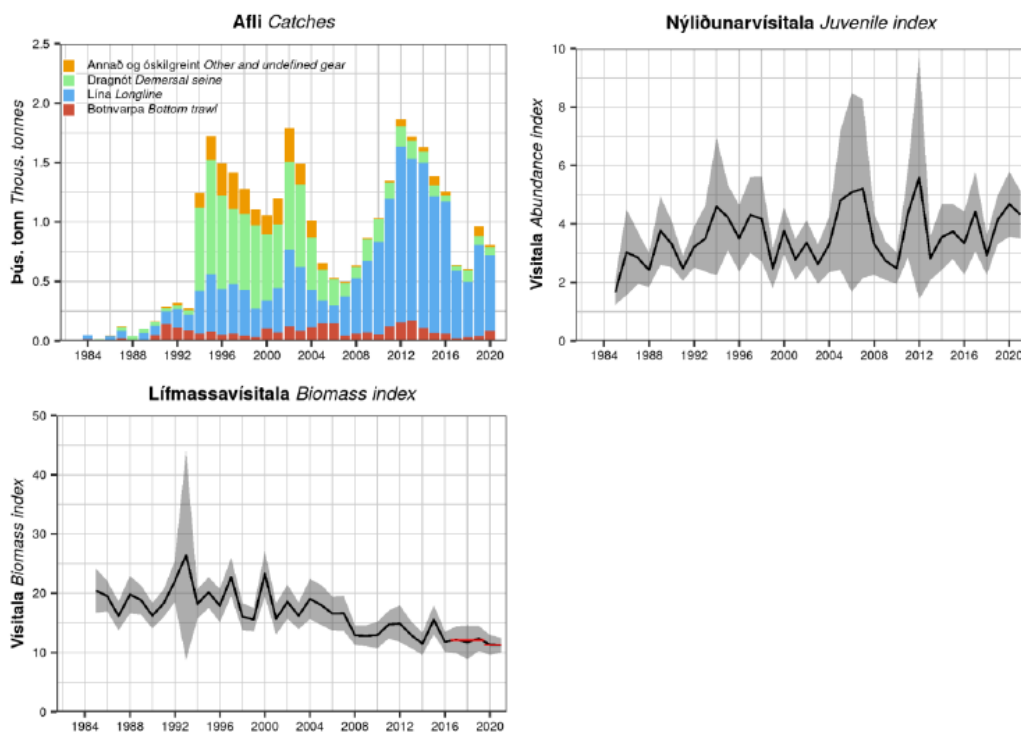 Afli Catches
Þús. tonn Thous. tonnes
2.5
2.0
1.5
1.0
0.5
0.0
Annað og óskilgreint Other and undefined gear
Dragnót Demersal seine
Lína Longline
Botnvarpa Bottom trawl
1984 1988 1992 1996 2000 2004 2008 2012 2016 2020
Nýliðunarvísitala Juvenile index
Vísitala Abundance index
10
8
6
4
2
0
1984 1988 1992 1996 2000 2004 2008 2012 2016 2020
Lífmassavísitala Biomass index
Vísitala Biomass index
50
40
30
20
10
0
1984 1988 1992 1996 2000 2004 2008 2012 2016 2020